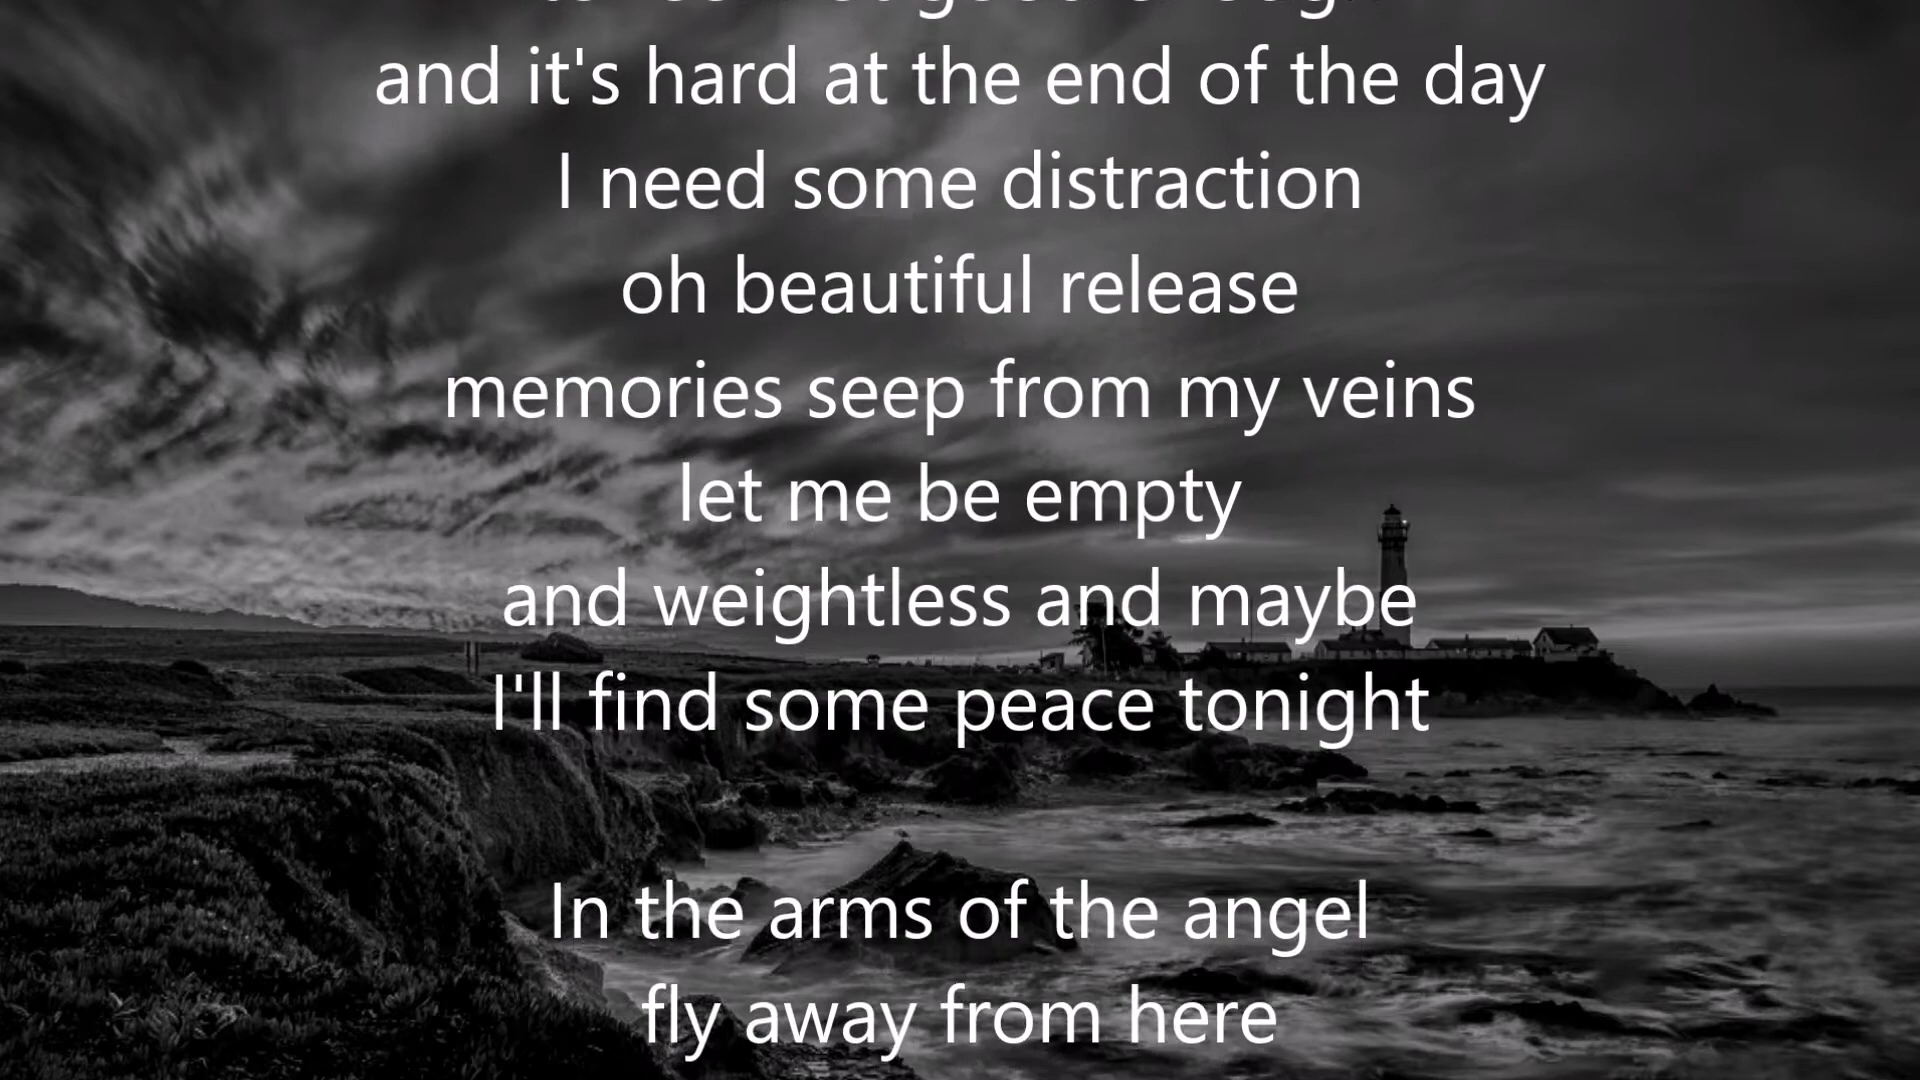 and it's hard at the end of the day
I need some distraction
oh beautiful release
memories seep from my veins
let me be empty
and weightless and maybe
I'll find some peace tonight
In the arms of the angel
fly away from here